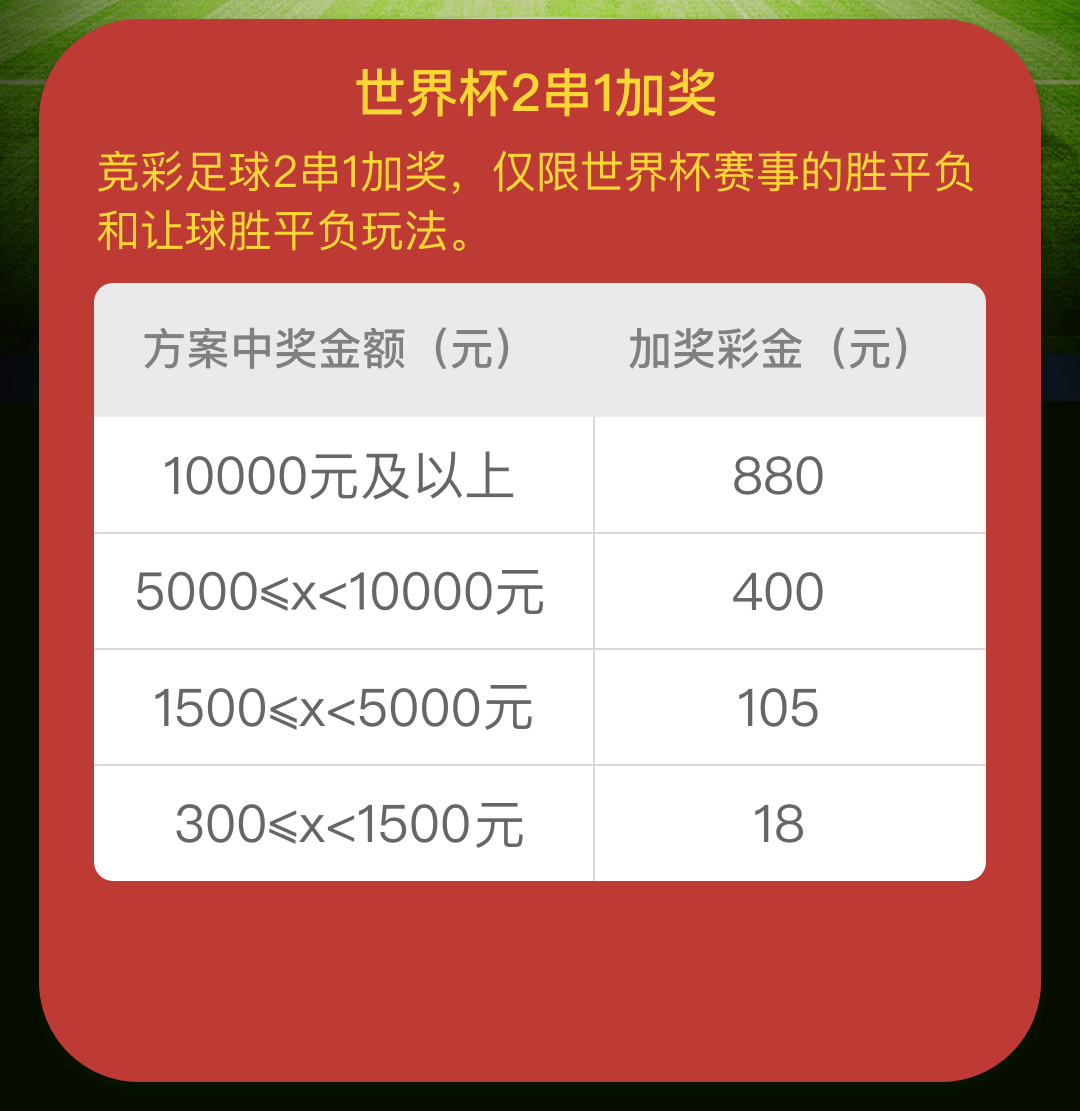 世界杯2串1加奖
竞彩足球2串1加奖，仅限世界杯赛事的胜平负
和让球胜平负玩法。
方案中奖金额（元） 加奖彩金（元）
10000元及以上 880
5000⩽x<10000元 400
1500⩽x<5000元 105
300⩽x<1500元 18